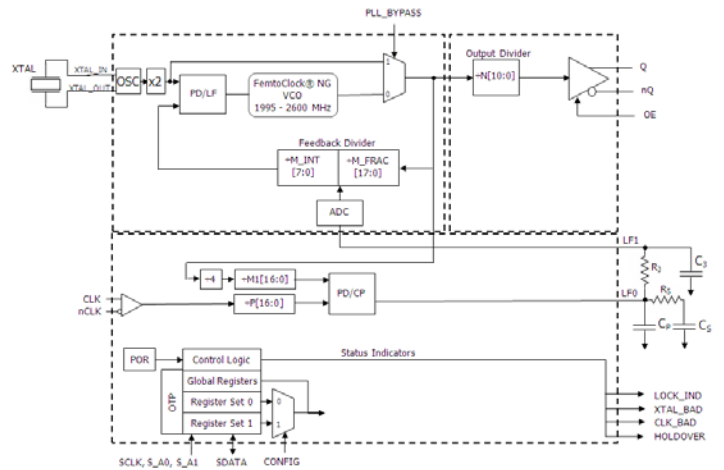 PLL_BYPASS
XTAL
XTAL_IN
XTAL_OUT
OSC
x2
PD/LF
FemtoClock® NG
VCO
1995 - 2600 MHz
1
0
Output Divider
÷N[10:0]
Q
nQ
OE
Feedback Divider
÷M_INT
[7:0]
÷M_FRAC
[17:0]
ADC
LF1
R3
C3
÷4
÷M1[16:0]
÷P[16:0]
PD/CP
CLK
nCLK
LF0
RS
CP
CS
POR
Control Logic
Status Indicators
Global Registers
OTP
Register Set 0
Register Set 1
0
1
LOCK_IND
XTAL_BAD
CLK_BAD
HOLDOVER
SCLK, S_A0, S_A1
SDATA
CONFIG